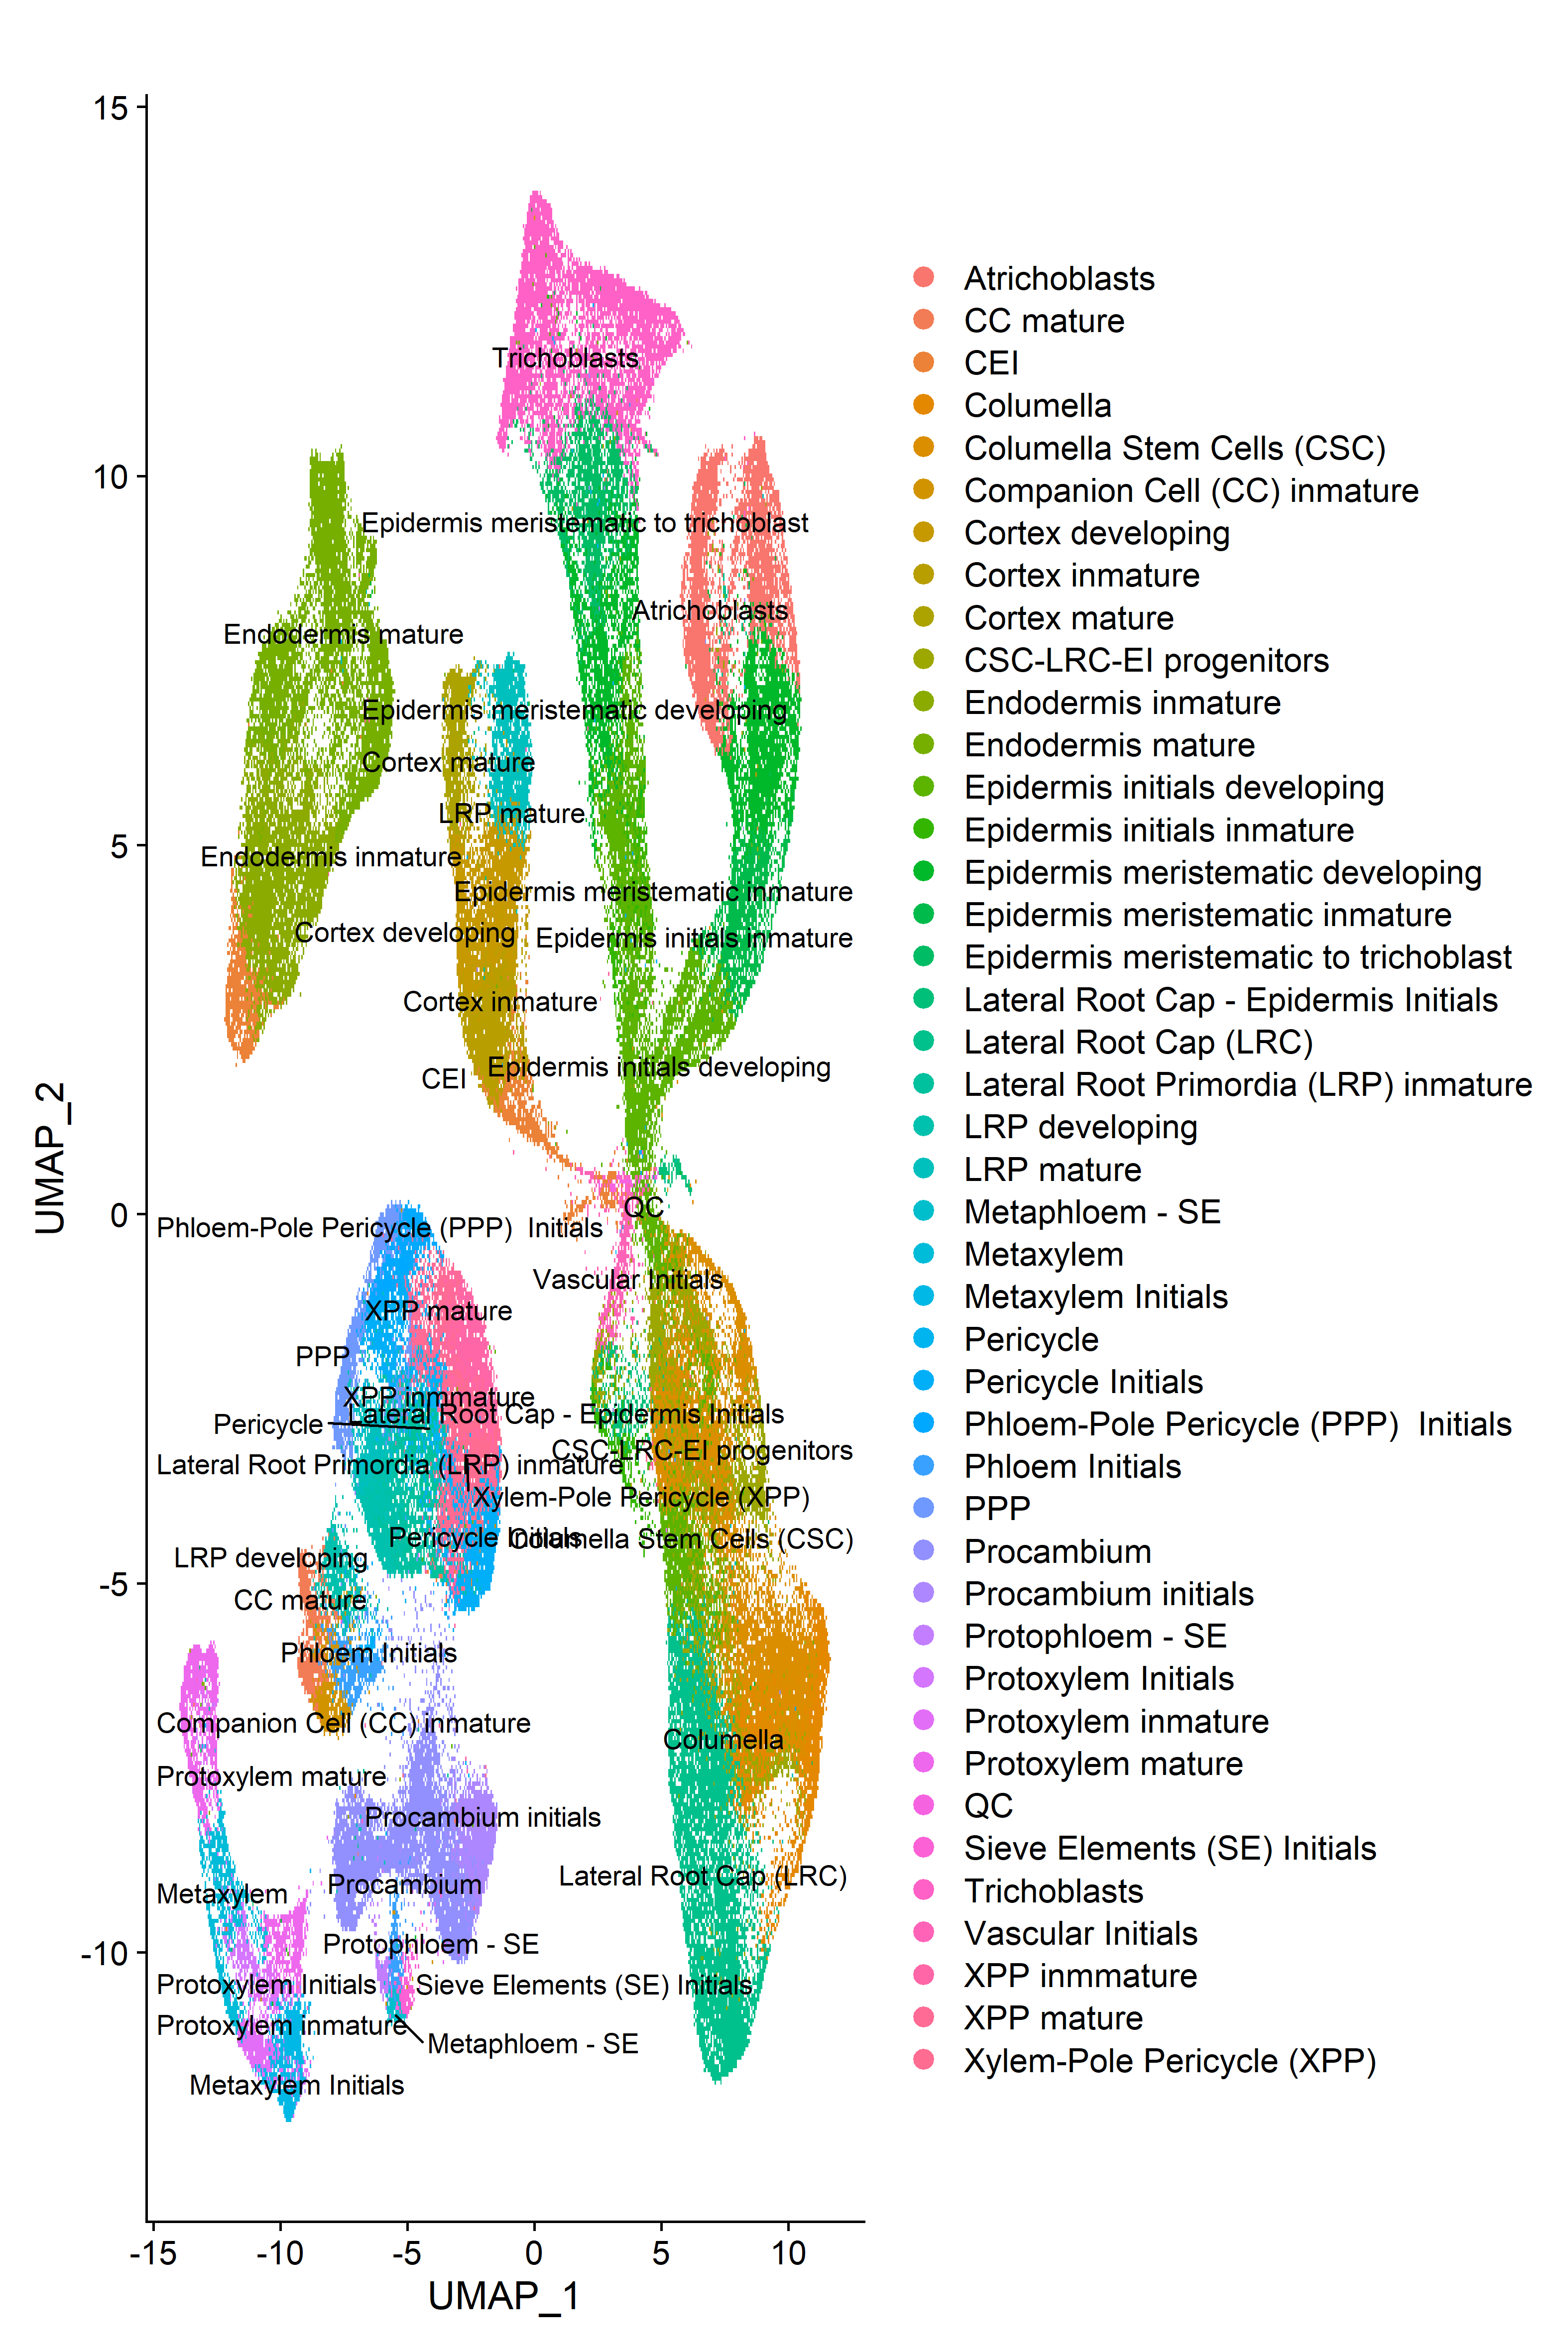 15
10
5
0
-5
-10
UMAP_2
-15
-10
-5
0
5
10
UMAP_1
Trichoblasts
Epidermis meristematic to trichoblast
Atrichoblasts
Endodermis mature
Epidermis meristematic developing
Cortex mature
LRP mature
Endodermis inmature
Epidermis meristematic inmature
Cortex developing
Epidermis initials inmature
Cortex inmature
Epidermis initials developing
CEI
QC
Phloem-Pole Pericycle (PPP)  Initials
Vascular Initials
XPP mature
PPP
XPP inmmature
Lateral Root Cap - Epidermis Initials
Pericycle
CSC-LRC-EI progenitors
Lateral Root Primordia (LRP) inmature
Xylem-Pole Pericycle (XPP)
Pericycle Initials
Columella Stem Cells (CSC)
LRP developing
CC mature
Phloem Initials
Companion Cell (CC) inmature
Columella
Protoxylem mature
Procambium initials
Lateral Root Cap (LRC)
Procambium
Metaxylem
Protophloem - SE
Protoxylem Initials
Sieve Elements (SE) Initials
Protoxylem inmature
Metaphloem - SE
Metaxylem Initials
Atrichoblasts
CC mature
CEI
Columella
Columella Stem Cells (CSC)
Companion Cell (CC) inmature
Cortex developing
Cortex inmature
Cortex mature
CSC-LRC-EI progenitors
Endodermis inmature
Endodermis mature
Epidermis initials developing
Epidermis initials inmature
Epidermis meristematic developing
Epidermis meristematic inmature
Epidermis meristematic to trichoblast
Lateral Root Cap - Epidermis Initials
Lateral Root Cap (LRC)
Lateral Root Primordia (LRP) inmature
LRP developing
LRP mature
Metaphloem - SE
Metaxylem
Metaxylem Initials
Pericycle
Pericycle Initials
Phloem-Pole Pericycle (PPP)  Initials
Phloem Initials
PPP
Procambium
Procambium initials
Protophloem - SE
Protoxylem Initials
Protoxylem inmature
Protoxylem mature
QC
Sieve Elements (SE) Initials
Trichoblasts
Vascular Initials
XPP inmmature
XPP mature
Xylem-Pole Pericycle (XPP)